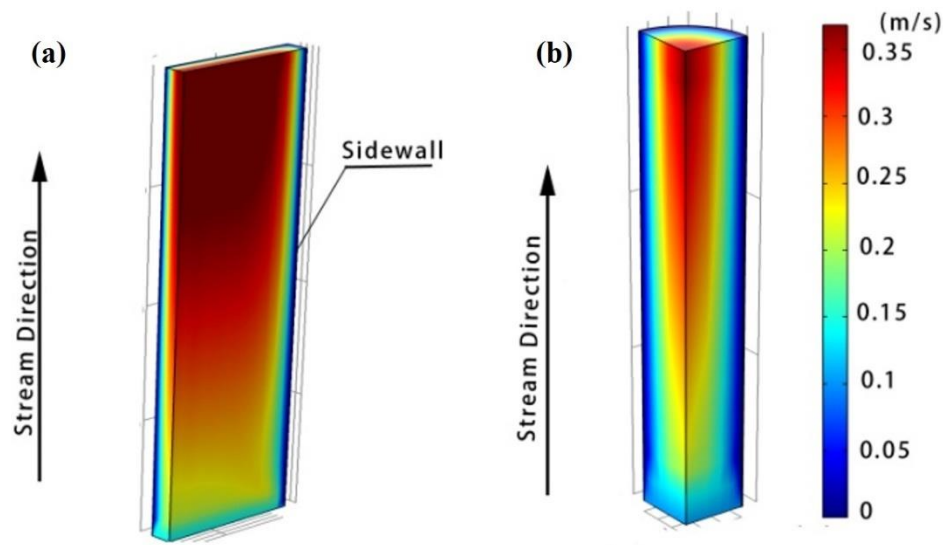 (a)
Sidewall
Stream Direction
(b)
Stream Direction
(m/s)
0.35
0.3
0.25
0.2
0.15
0.1
0.05
0